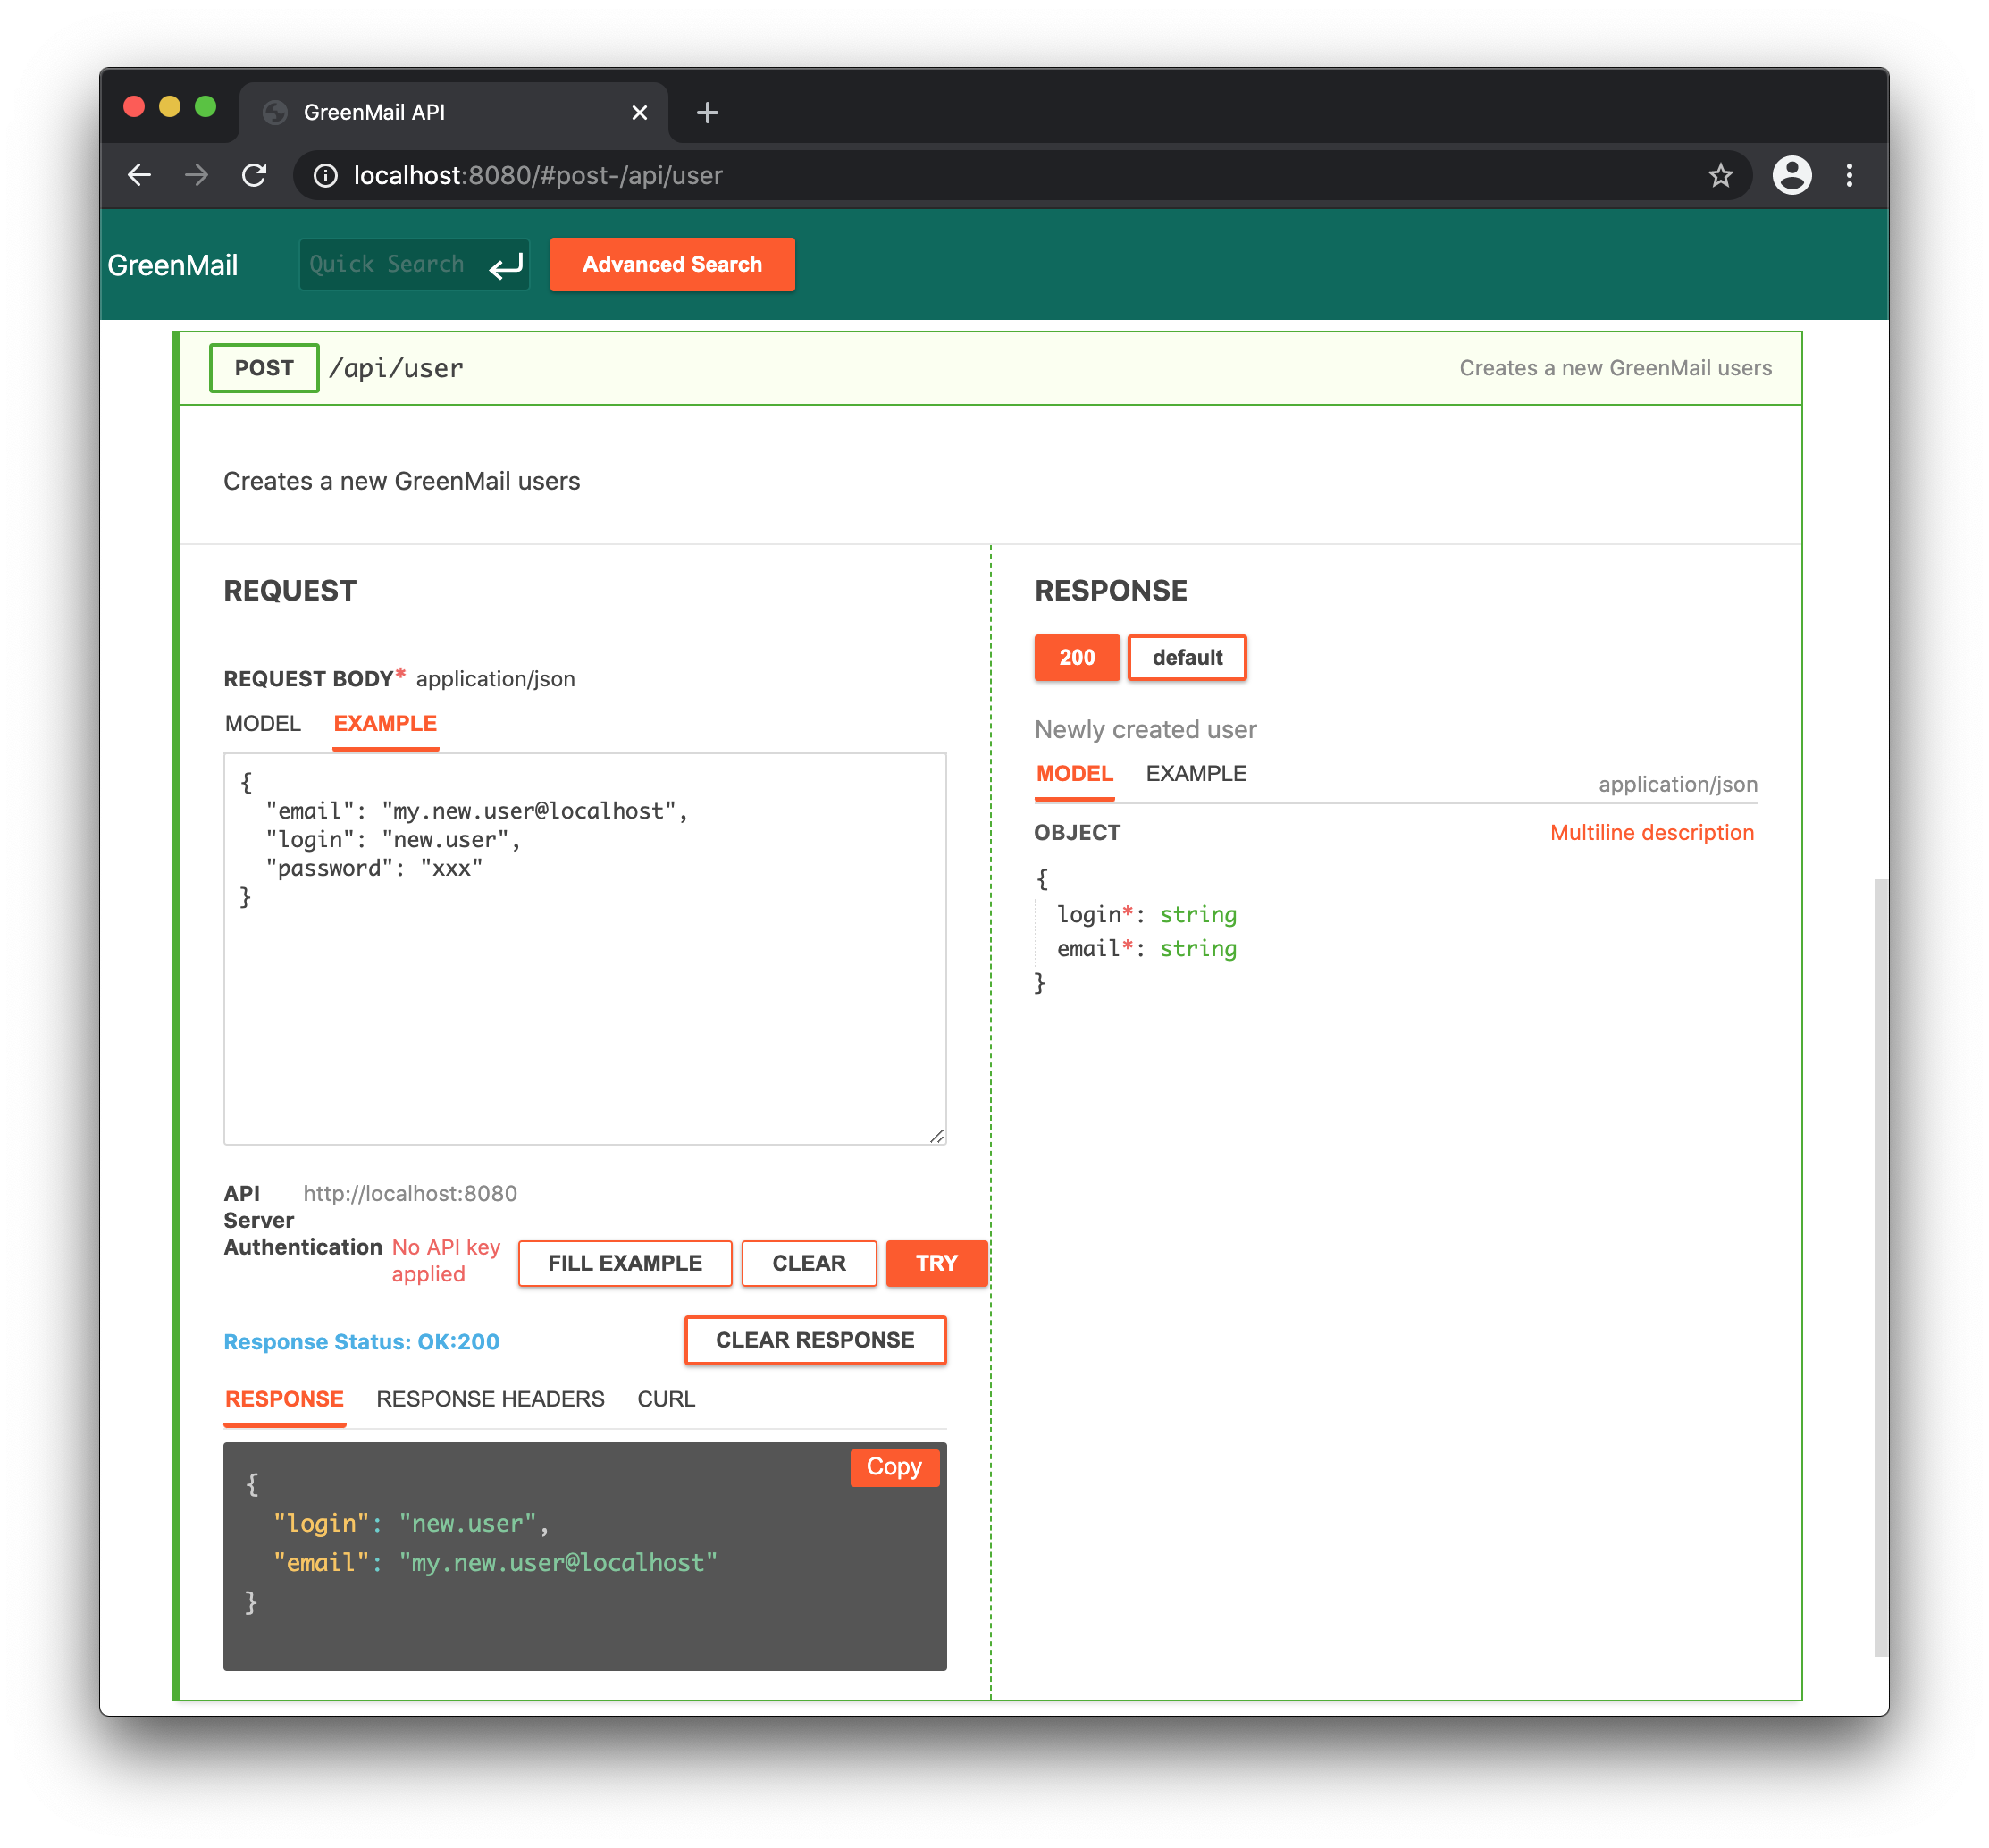 GreenMail API
localhost:8080/#post-/api/user
GreenMail
Quick Search
Advanced Search
POST /api/user
Creates a new GreenMail users
Creates a new GreenMail users
REQUEST
REQUEST BODY* application/json
MODEL EXAMPLE
{
"email": "my.new.user@localhost",
"login": "new.user",
"password": "xxx"
}
API Server http://localhost:8080
Authentication No API key applied
FILL EXAMPLE
CLEAR
TRY
Response Status: OK:200
CLEAR RESPONSE
RESPONSE RESPONSE HEADERS CURL
Copy
{
"login": "new.user",
"email": "my.new.user@localhost"
}
RESPONSE
200 default
Newly created user
MODEL EXAMPLE
application/json
OBJECT
Multiline description
{
login*: string
email*: string
}